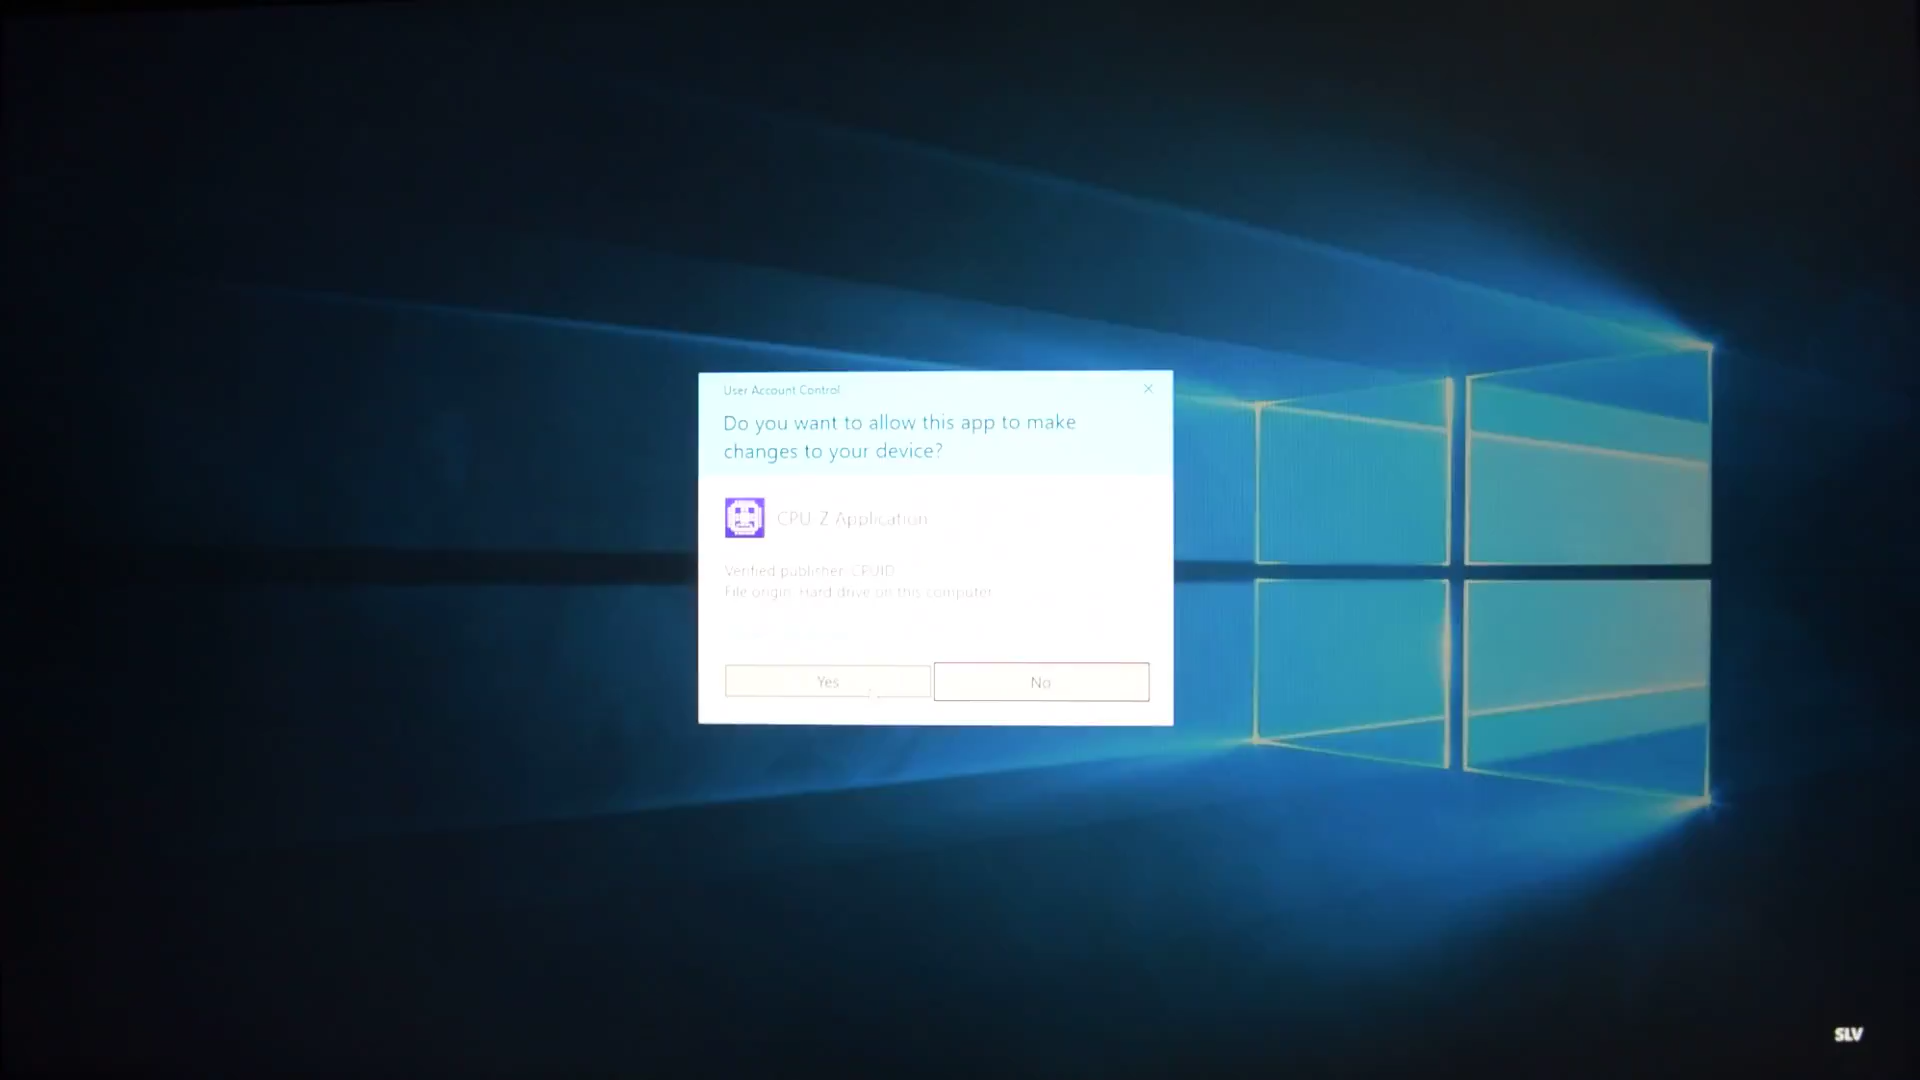 User Account Control
Do you want to allow this app to make
changes to your device?
CPU-Z Application
Verified publisher: CPUID
File origin: Hard drive on this computer
Yes
No
SLV